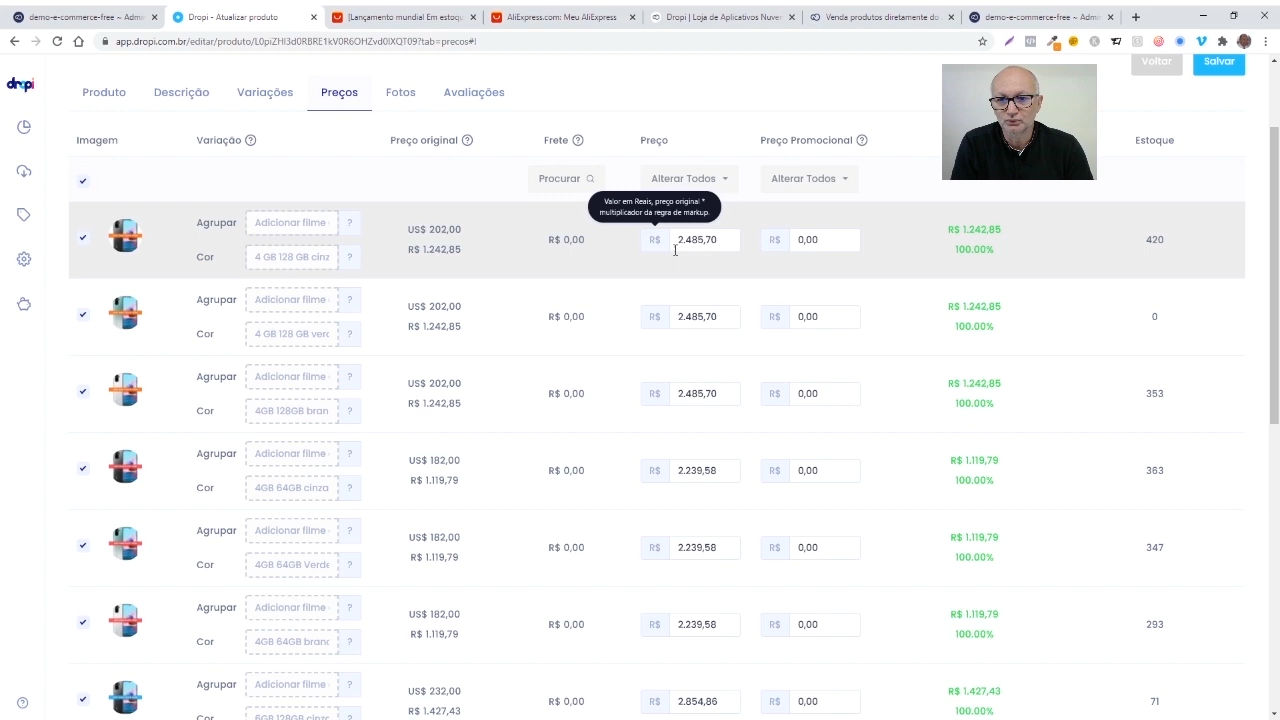 demo-e-commerce-free ~ Admin
Dropi - Atualizar produto
[Lançamento mundial Em estoq
AliExpress.com: Meu AliExpress
Dropi | Loja de Aplicativos Nuven
Venda produtos diretamente do
demo-e-commerce-free ~ Admin
app.dropi.com.br/editar/produto/L0piZHl3d0RBRE1kV0R6OHZvd0lXQT09?tab=precos#!
dropi
Voltar
Salvar
Produto
Descrição
Variações
Preços
Fotos
Avaliações
Imagem
Variação
Preço original
Frete
Preço
Preço Promocional
Estoque
Procurar
Alterar Todos
Alterar Todos
Valor em Reais, preço original *
multiplicador da regra de markup.
Agrupar Adicionar filme ?
Cor 4 GB 128 GB cinz ?
US$ 202,00
R$ 1.242,85
R$ 0,00
R$ 2.485,70
R$ 0,00
R$ 1.242,85
100.00%
420
Agrupar Adicionar filme ?
Cor 4 GB 128 GB verd ?
US$ 202,00
R$ 1.242,85
R$ 0,00
R$ 2.485,70
R$ 0,00
R$ 1.242,85
100.00%
0
Agrupar Adicionar filme ?
Cor 4GB 128GB bran ?
US$ 202,00
R$ 1.242,85
R$ 0,00
R$ 2.485,70
R$ 0,00
R$ 1.242,85
100.00%
353
Agrupar Adicionar filme ?
Cor 4GB 64GB cinza ?
US$ 182,00
R$ 1.119,79
R$ 0,00
R$ 2.239,58
R$ 0,00
R$ 1.119,79
100.00%
363
Agrupar Adicionar filme ?
Cor 4GB 64GB Verde ?
US$ 182,00
R$ 1.119,79
R$ 0,00
R$ 2.239,58
R$ 0,00
R$ 1.119,79
100.00%
347
Agrupar Adicionar filme ?
Cor 4GB 64GB branc ?
US$ 182,00
R$ 1.119,79
R$ 0,00
R$ 2.239,58
R$ 0,00
R$ 1.119,79
100.00%
293
Agrupar Adicionar filme ?
Cor 6GB 128GB cinza ?
US$ 232,00
R$ 1.427,43
R$ 0,00
R$ 2.854,86
R$ 0,00
R$ 1.427,43
100.00%
71